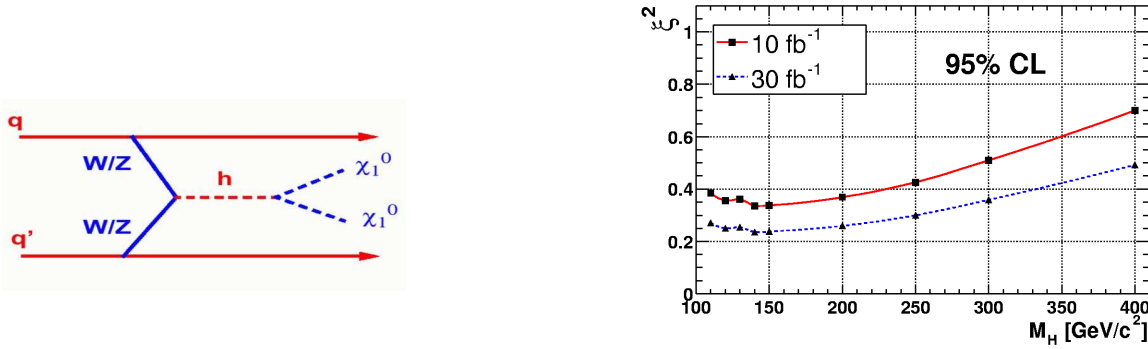 q
W/Z
h
χ₁⁰
W/Z
χ₁⁰
q'
ξ²
1
0.8
0.6
0.4
0.2
0
10 fb⁻¹
30 fb⁻¹
95% CL
100 150 200 250 300 350 400
M_H [GeV/c²]